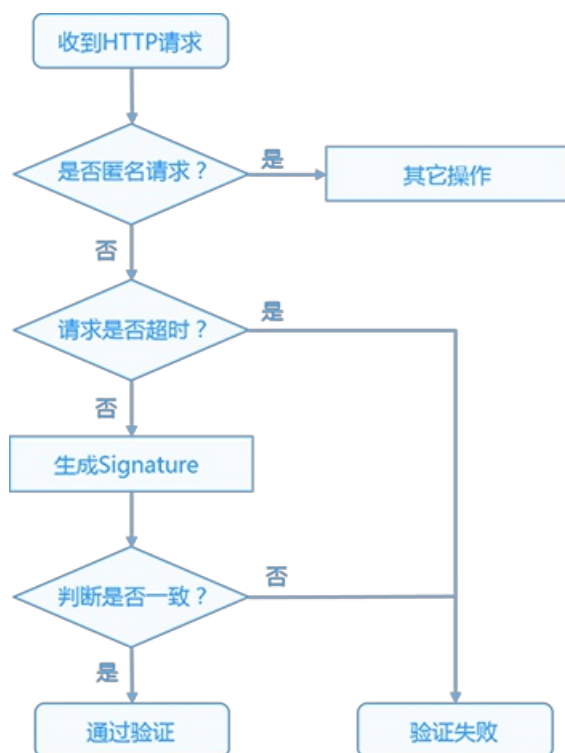 收到HTTP请求
是否匿名请求？
是
其它操作
否
请求是否超时？
是
否
生成Signature
判断是否一致？
否
是
通过验证
验证失败